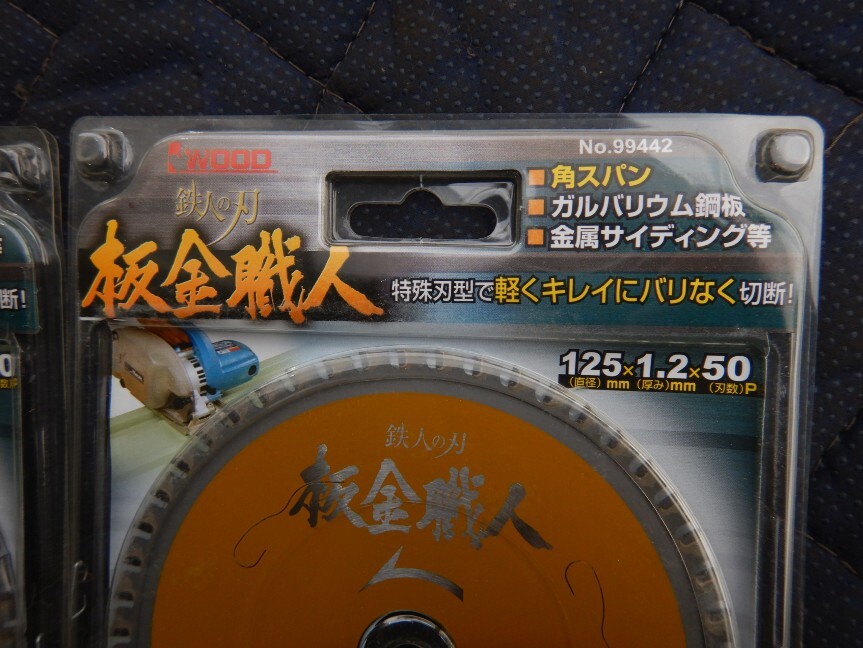 WOOD
No.99442
鉄人の刃
板金職人
角スパン
ガルバリウム鋼板
金属サイディング等
特殊刃型で軽くキレイにバリなく切断!
125×1.2×50
(直径)mm (厚み)mm (刃数)P
鉄人の刃
板金職人
断!
0